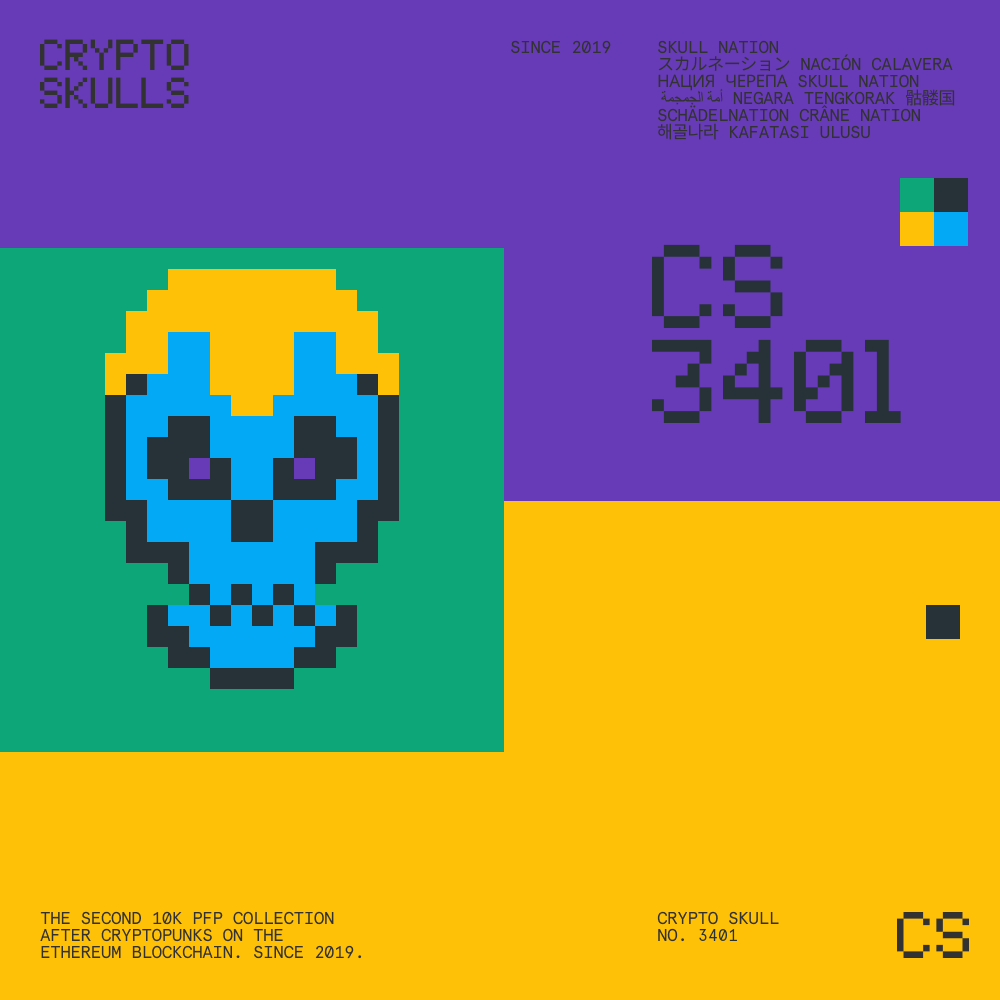 CRYPTO
SKULLS
SINCE 2019
SKULL NATION
スカルネーション NACIÓN CALAVERA
НАЦИЯ ЧЕРЕПА SKULL NATION
أمة الجمجمة NEGARA TENGKORAK 骷髅国
SCHÄDELNATION CRÂNE NATION
해골나라 KAFATASI ULUSU
CS
3401
THE SECOND 10K PFP COLLECTION
AFTER CRYPTOPUNKS ON THE
ETHEREUM BLOCKCHAIN. SINCE 2019.
CRYPTO SKULL
NO. 3401
CS